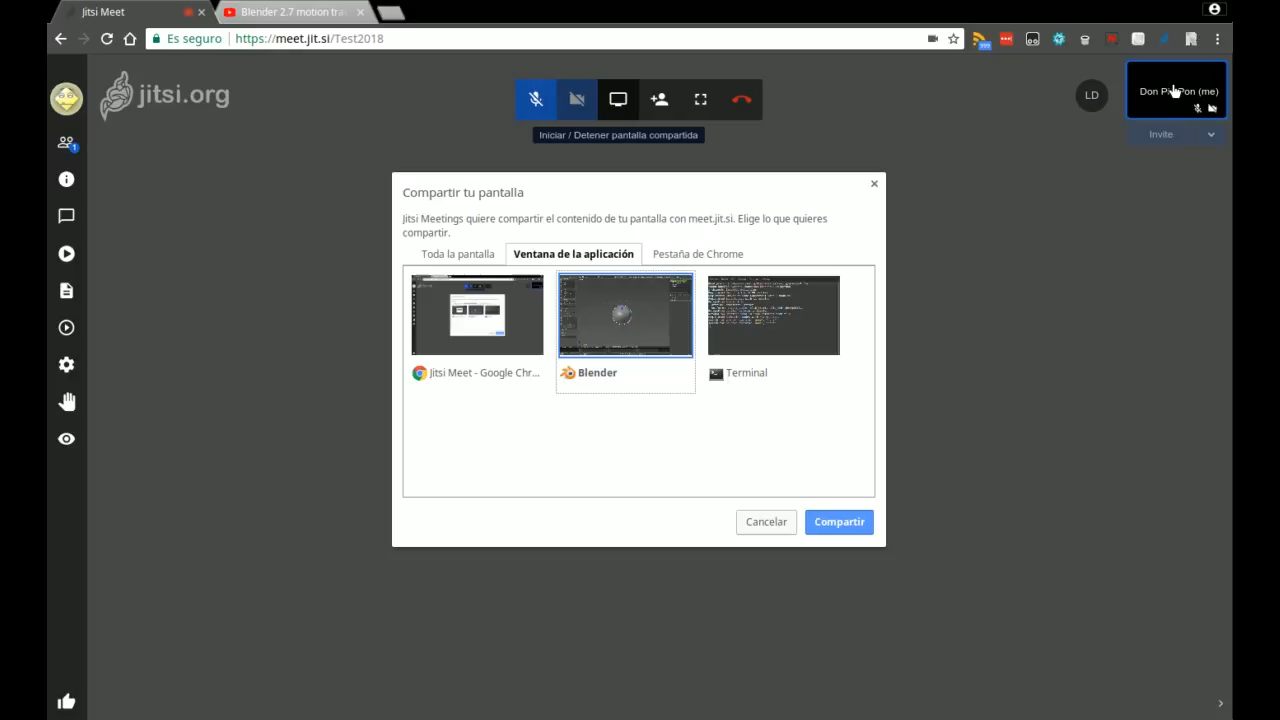 Jitsi Meet
Blender 2.7 motion tra
Es seguro
https://meet.jit.si/Test2018
399
jitsi.org
LD
(me)
Invite
1
Iniciar / Detener pantalla compartida
Compartir tu pantalla
Jitsi Meetings quiere compartir el contenido de tu pantalla con meet.jit.si. Elige lo que quieres
compartir.
Toda la pantalla
Ventana de la aplicación
Pestaña de Chrome
Jitsi Meet - Google Chr...
Blender
Terminal
Cancelar
Compartir